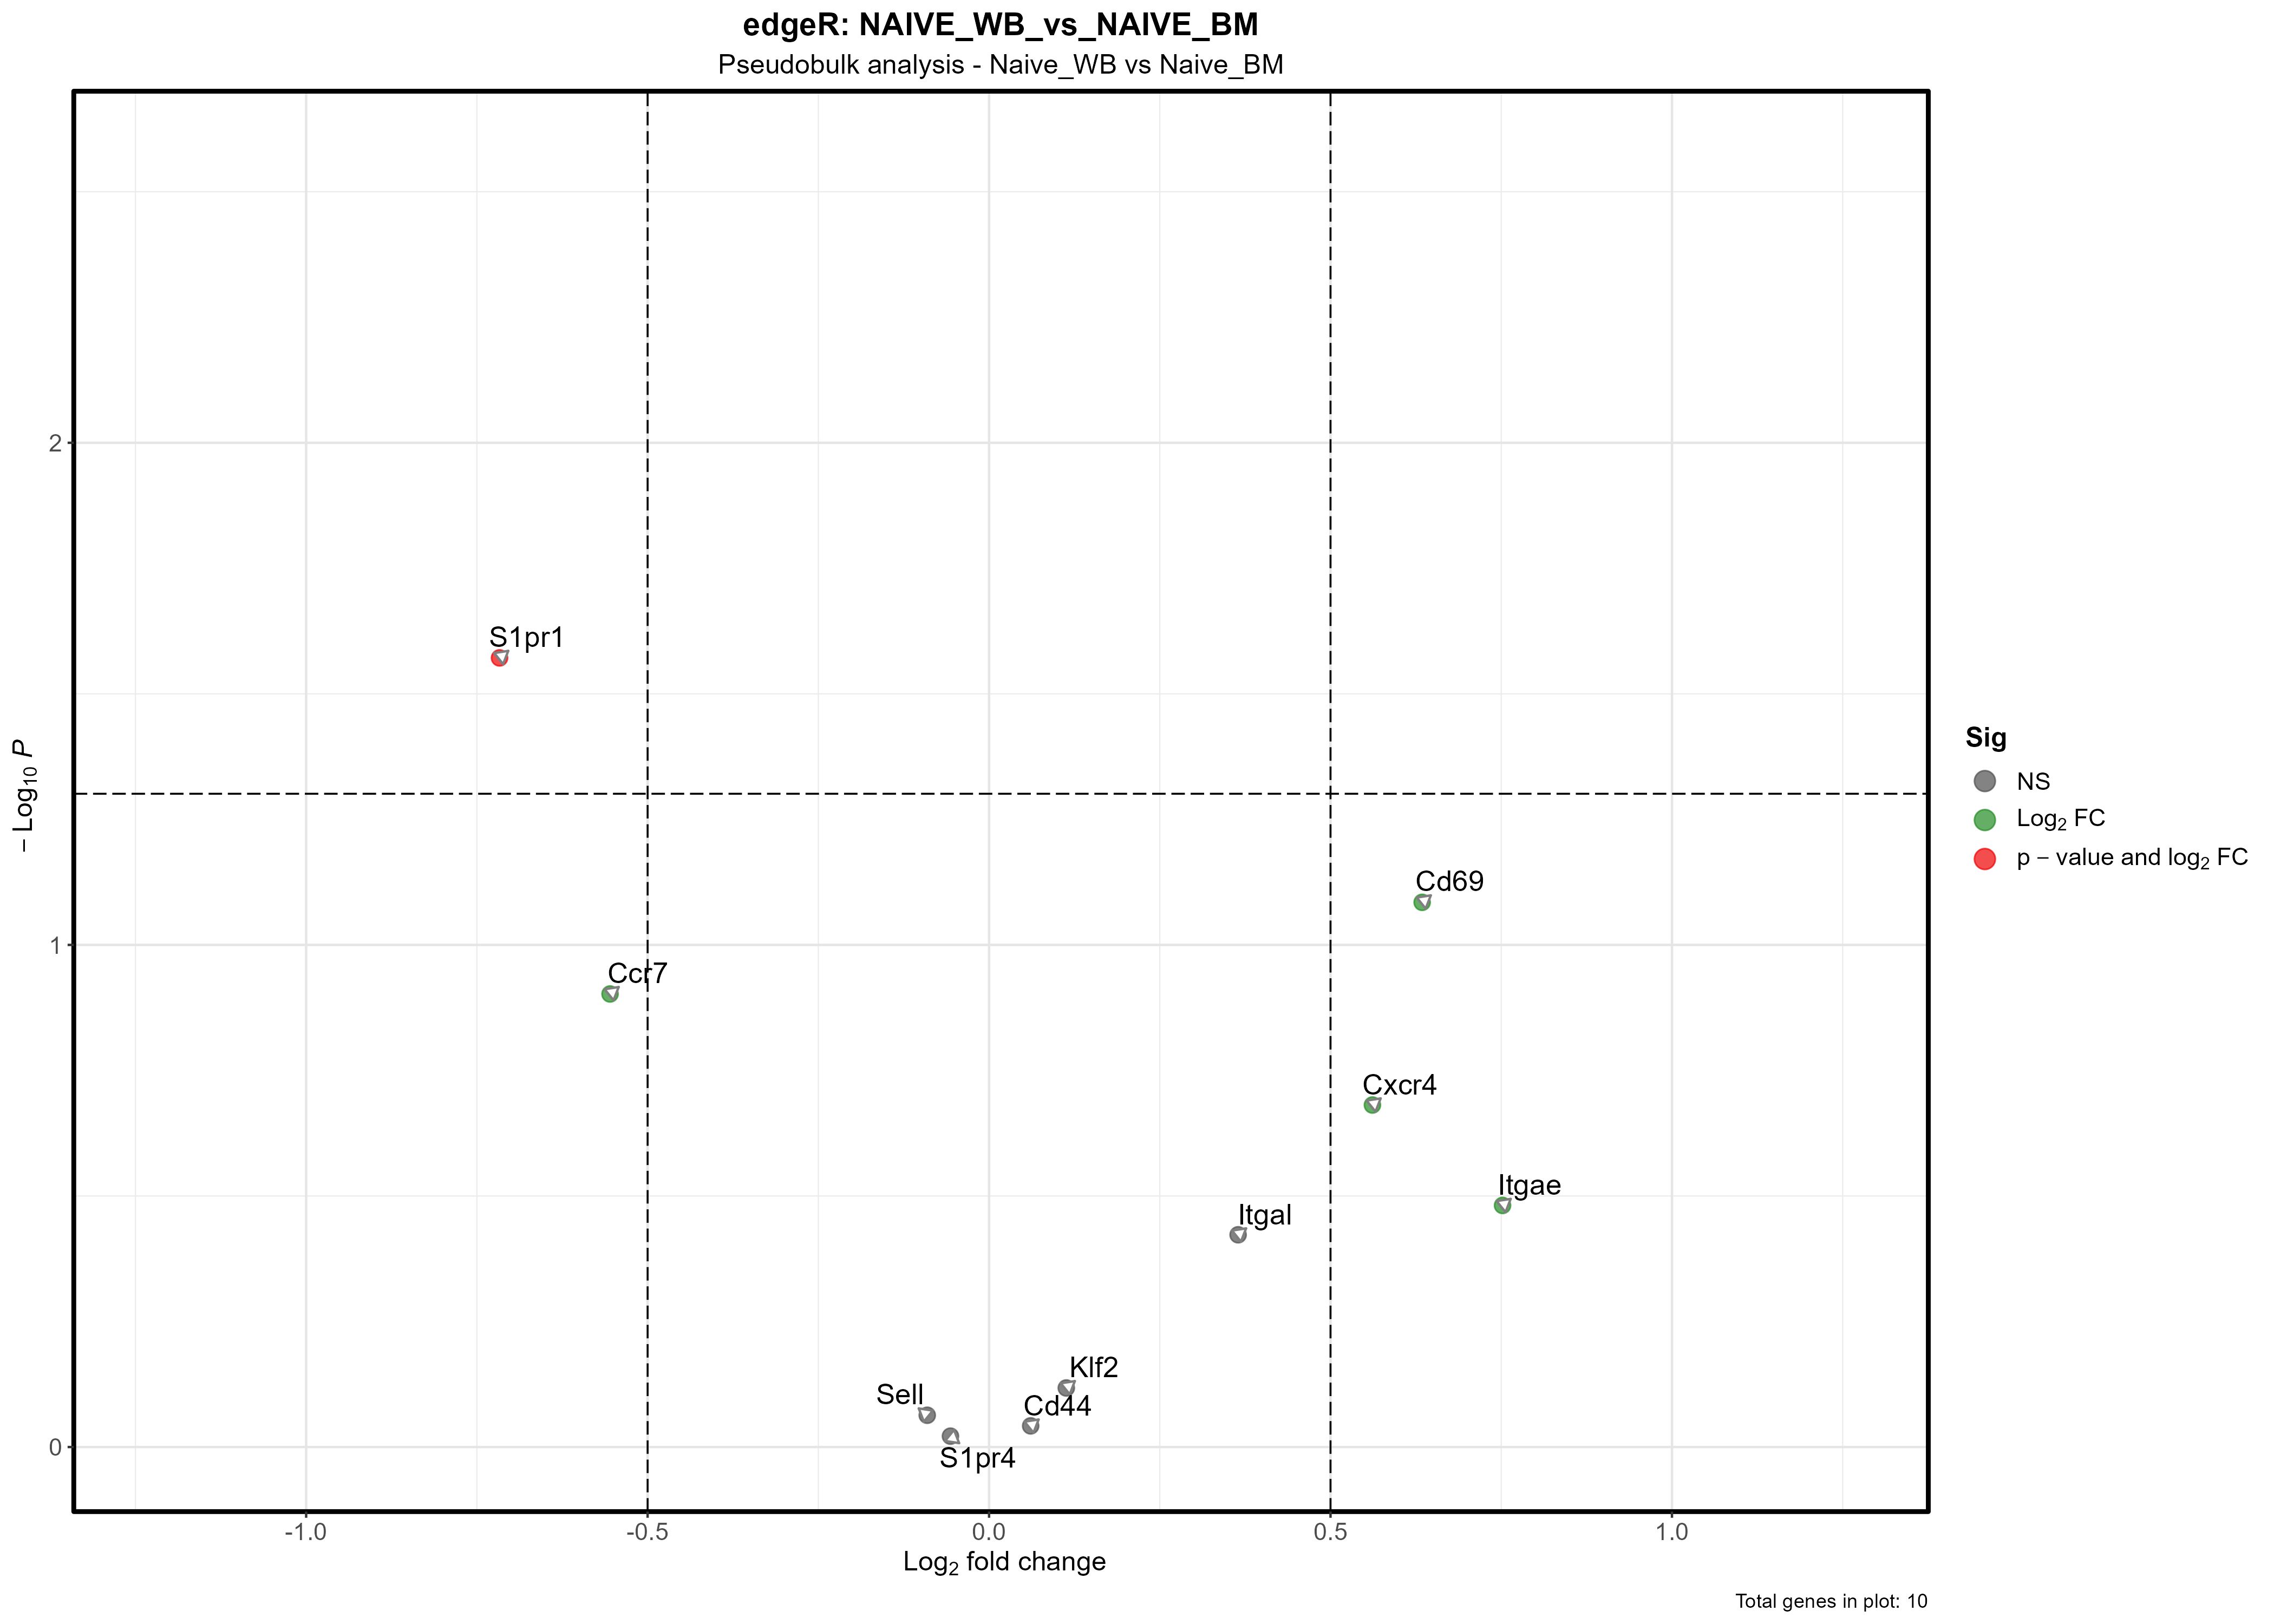 edgeR: NAIVE_WB_vs_NAIVE_BM
Pseudobulk analysis - Naive_WB vs Naive_BM
− Log10 P
2
1
0
S1pr1
Cd69
Ccr7
Cxcr4
Itgae
Itgal
Klf2
Sell
Cd44
S1pr4
Sig
NS
Log2 FC
p − value and log2 FC
-1.0
-0.5
0.0
0.5
1.0
Log2 fold change
Total genes in plot: 10